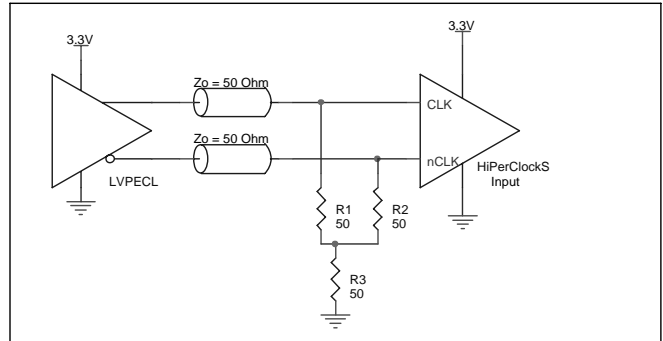 3.3V
3.3V
Zo = 50 Ohm
CLK
Zo = 50 Ohm
nCLK
LVPECL
HiPerClockS
Input
R1
50
R2
50
R3
50